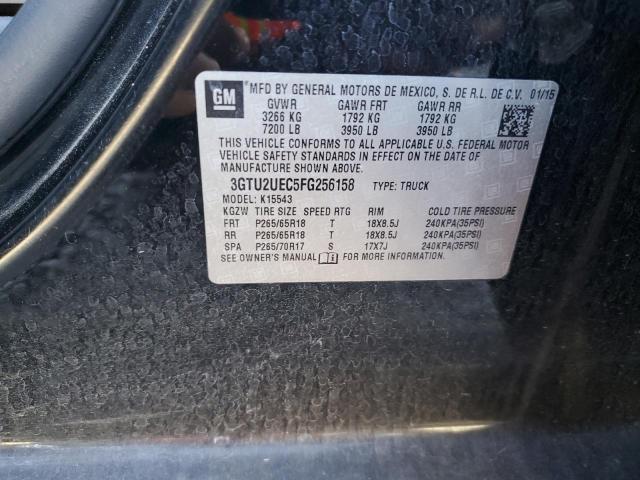 GM
*MFD BY GENERAL MOTORS DE MEXICO, S. DE R.L. DE C.V. 01/15
GVWR GAWR FRT GAWR RR
3266 KG 1792 KG 1792 KG
7200 LB 3950 LB 3950 LB
THIS VEHICLE CONFORMS TO ALL APPLICABLE U.S. FEDERAL MOTOR
VEHICLE SAFETY STANDARDS IN EFFECT ON THE DATE OF
MANUFACTURE SHOWN ABOVE.
3GTU2UEC5FG256158 TYPE: TRUCK
MODEL: K15543
KGZW TIRE SIZE SPEED RTG RIM COLD TIRE PRESSURE
FRT P265/65R18 T 18X8.5J 240KPA(35PSI)
RR P265/65R18 T 18X8.5J 240KPA(35PSI)
SPA P265/70R17 S 17X7J 240KPA(35PSI)
SEE OWNER'S MANUAL FOR MORE INFORMATION.